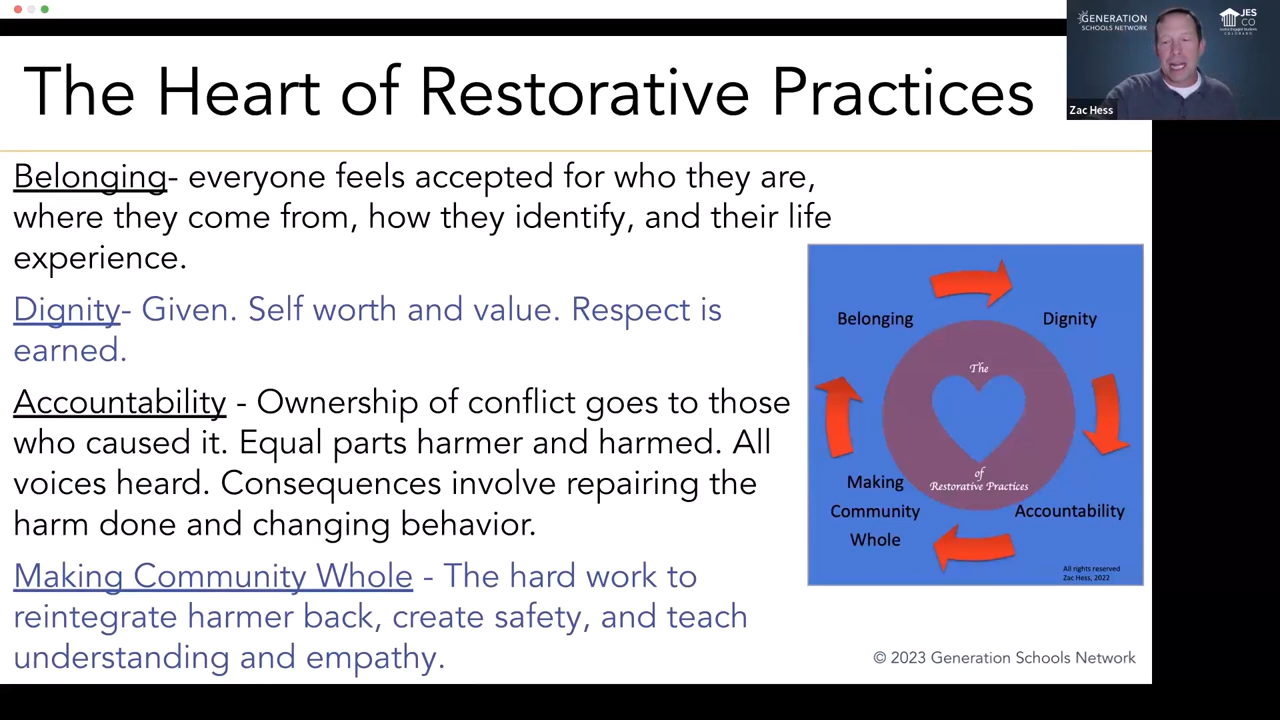 The Heart of Restorative Practices
GENERATION
SCHOOLS NETWORK
JES
CO
COLORADO
Zac Hess
Belonging- everyone feels accepted for who they are,
where they come from, how they identify, and their life
experience.
Dignity- Given. Self worth and value. Respect is
earned.
Accountability - Ownership of conflict goes to those
who caused it. Equal parts harmer and harmed. All
voices heard. Consequences involve repairing the
harm done and changing behavior.
Making Community Whole - The hard work to
reintegrate harmer back, create safety, and teach
understanding and empathy.
Belonging
Dignity
The
of
Restorative Practices
Making
Community
Whole
Accountability
All rights reserved
Zac Hess, 2022
© 2023 Generation Schools Network